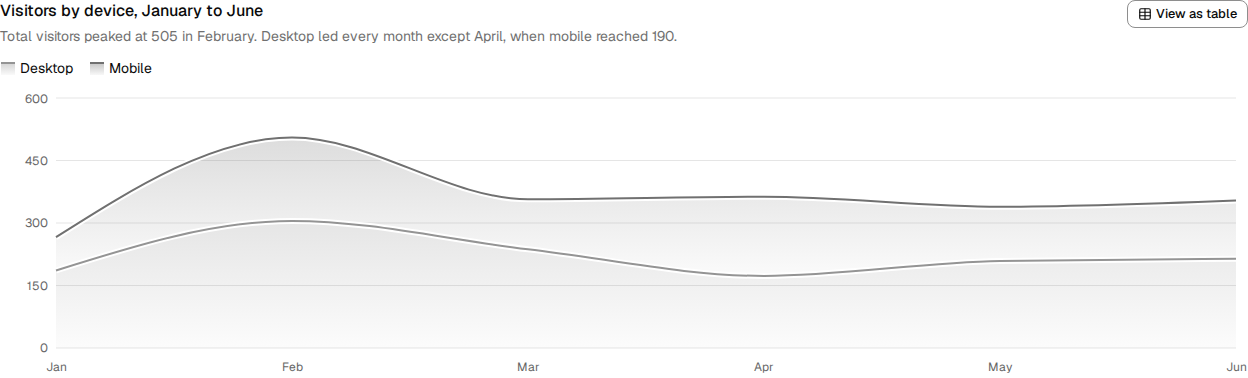 Visitors by device, January to June
View as table
Total visitors peaked at 505 in February. Desktop led every month except April, when mobile reached 190.
Desktop Mobile
600
450
300
150
0
Jan Feb Mar Apr May Jun